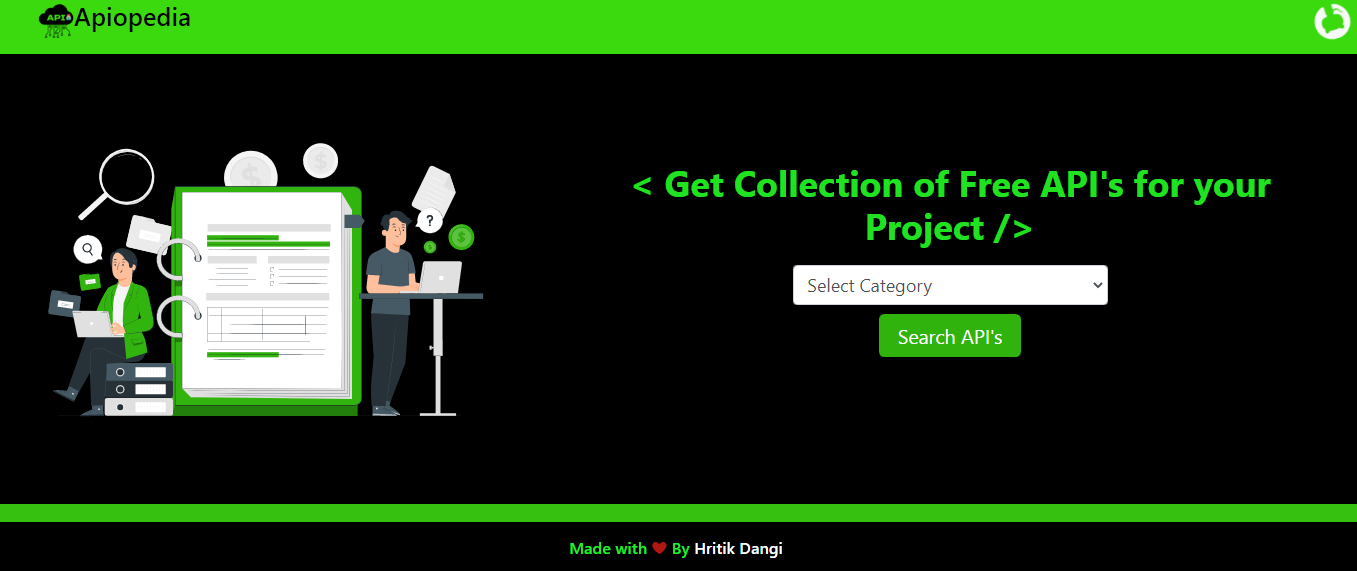 API
Apiopedia
< Get Collection of Free API's for your
Project />
?
Select Category
Search API's
Made with ❤ By Hritik Dangi